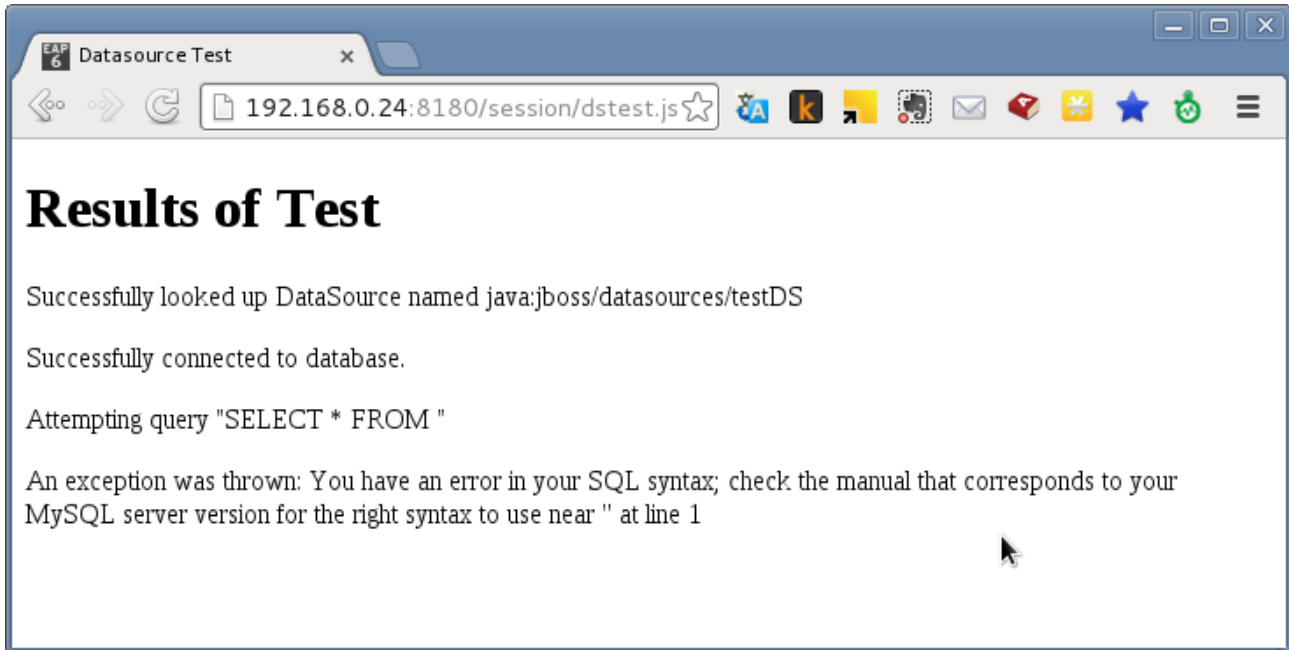 EAP
6
Datasource Test
192.168.0.24:8180/session/dstest.js
k
Results of Test
Successfully looked up DataSource named java:jboss/datasources/testDS
Successfully connected to database.
Attempting query "SELECT * FROM "
An exception was thrown: You have an error in your SQL syntax; check the manual that corresponds to your
MySQL server version for the right syntax to use near '' at line 1